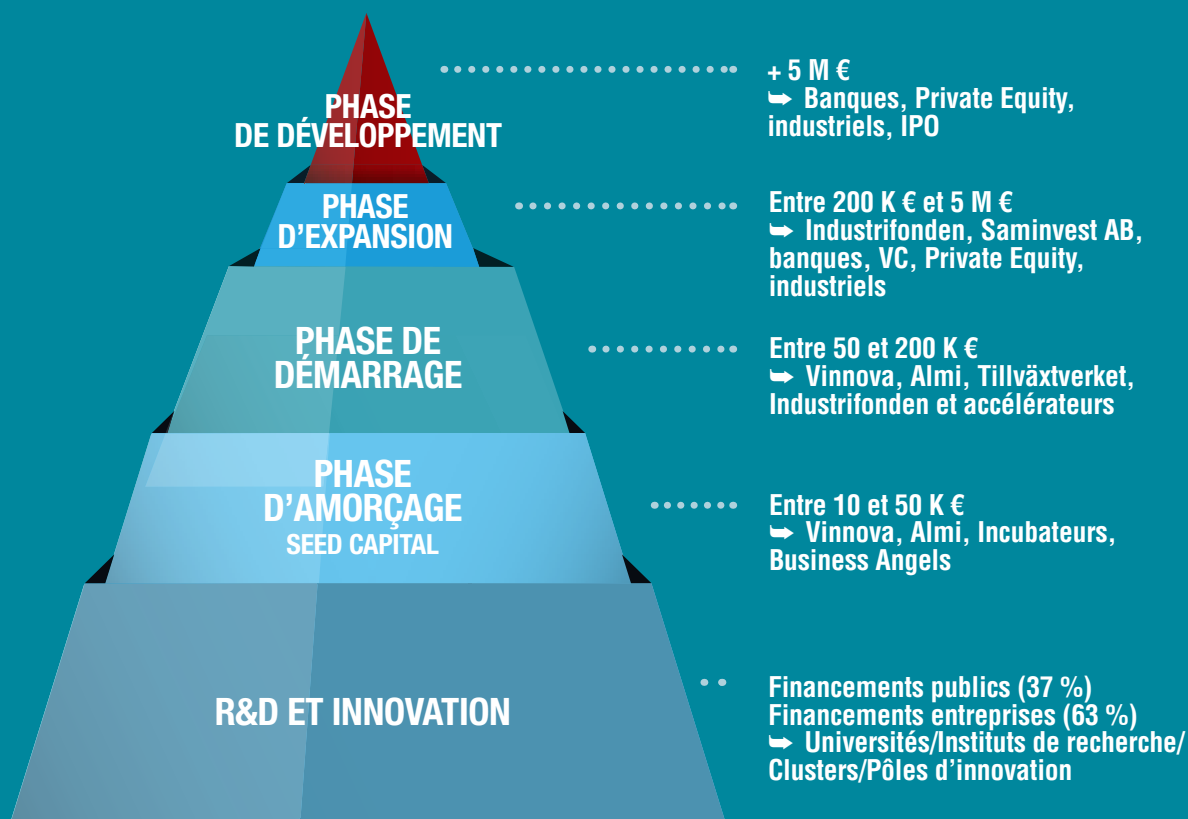 PHASE
DE DÉVELOPPEMENT
+ 5 M €
➥ Banques, Private Equity,
industriels, IPO
PHASE
D’EXPANSION
Entre 200 K € et 5 M €
➥ Industrifonden, Saminvest AB,
banques, VC, Private Equity,
industriels
PHASE DE
DÉMARRAGE
Entre 50 et 200 K €
➥ Vinnova, Almi, Tillväxtverket,
Industrifonden et accélérateurs
PHASE
D’AMORÇAGE
SEED CAPITAL
Entre 10 et 50 K €
➥ Vinnova, Almi, Incubateurs,
Business Angels
R&D ET INNOVATION
Financements publics (37 %)
Financements entreprises (63 %)
➥ Universités/Instituts de recherche/
Clusters/Pôles d’innovation